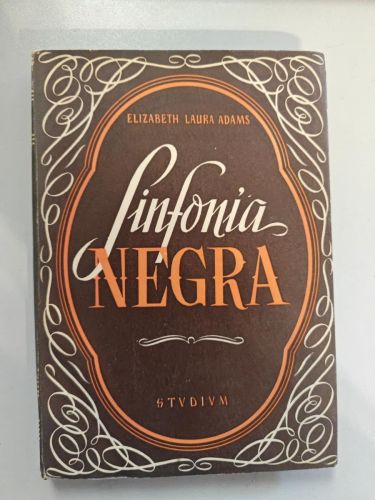 ELIZABETH LAURA ADAMS
Sinfonia
NEGRA
STVDIVM